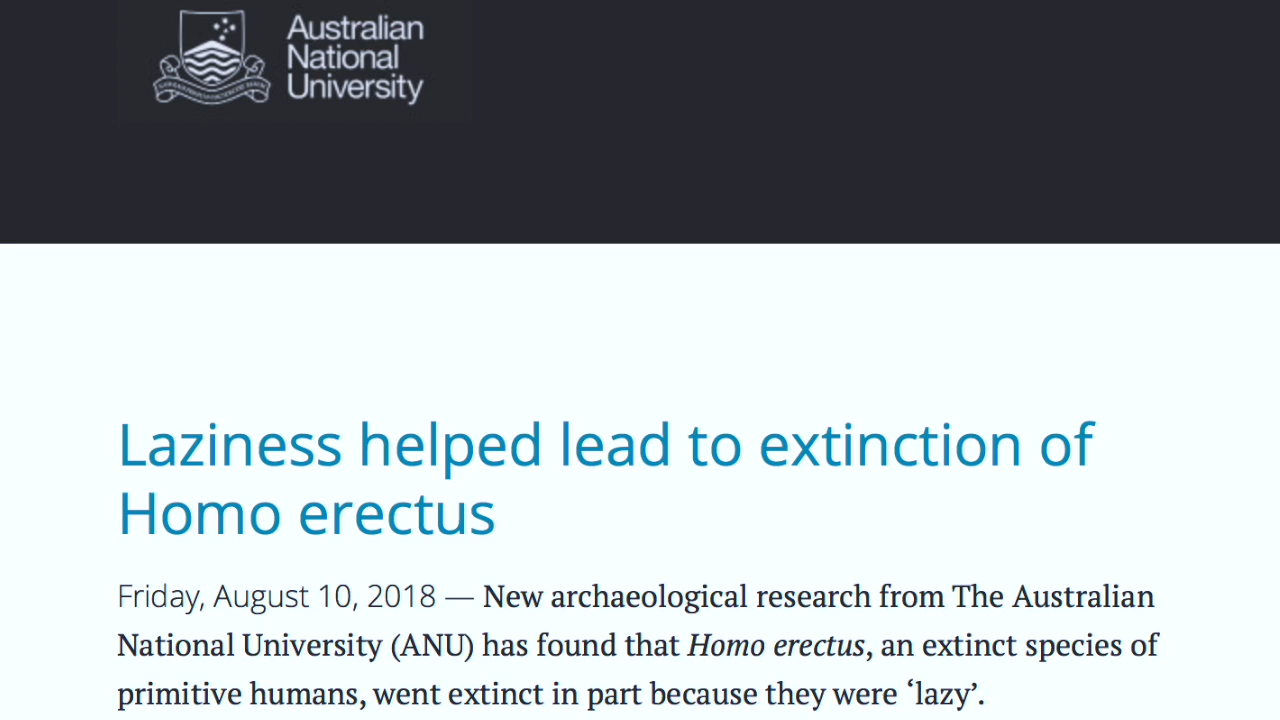 Australian
National
University
Laziness helped lead to extinction of
Homo erectus
Friday, August 10, 2018 — New archaeological research from The Australian
National University (ANU) has found that Homo erectus, an extinct species of
primitive humans, went extinct in part because they were ‘lazy’.